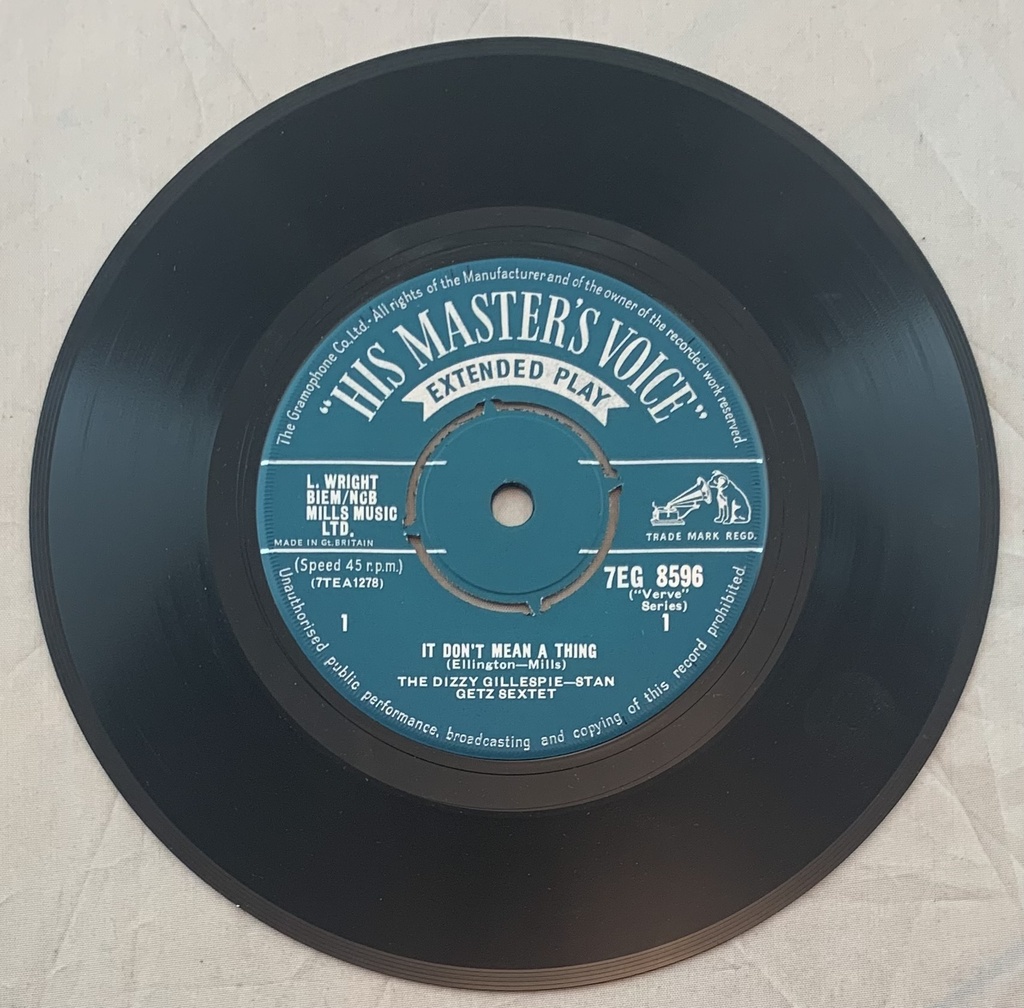 The Gramophone Co. Ltd. · All rights of the Manufacturer and of the owner of the recorded work reserved.
"HIS MASTER'S VOICE"
EXTENDED PLAY
L. WRIGHT
BIEM/NCB
MILLS MUSIC
LTD.
MADE IN Gt. BRITAIN
TRADE MARK REGD.
(Speed 45 r.p.m.)
(7TEA1278)
1
7EG 8596
("Verve"
Series)
1
IT DON'T MEAN A THING
(Ellington—Mills)
THE DIZZY GILLESPIE—STAN
GETZ SEXTET
Unauthorised public performance, broadcasting and copying of this record prohibited.